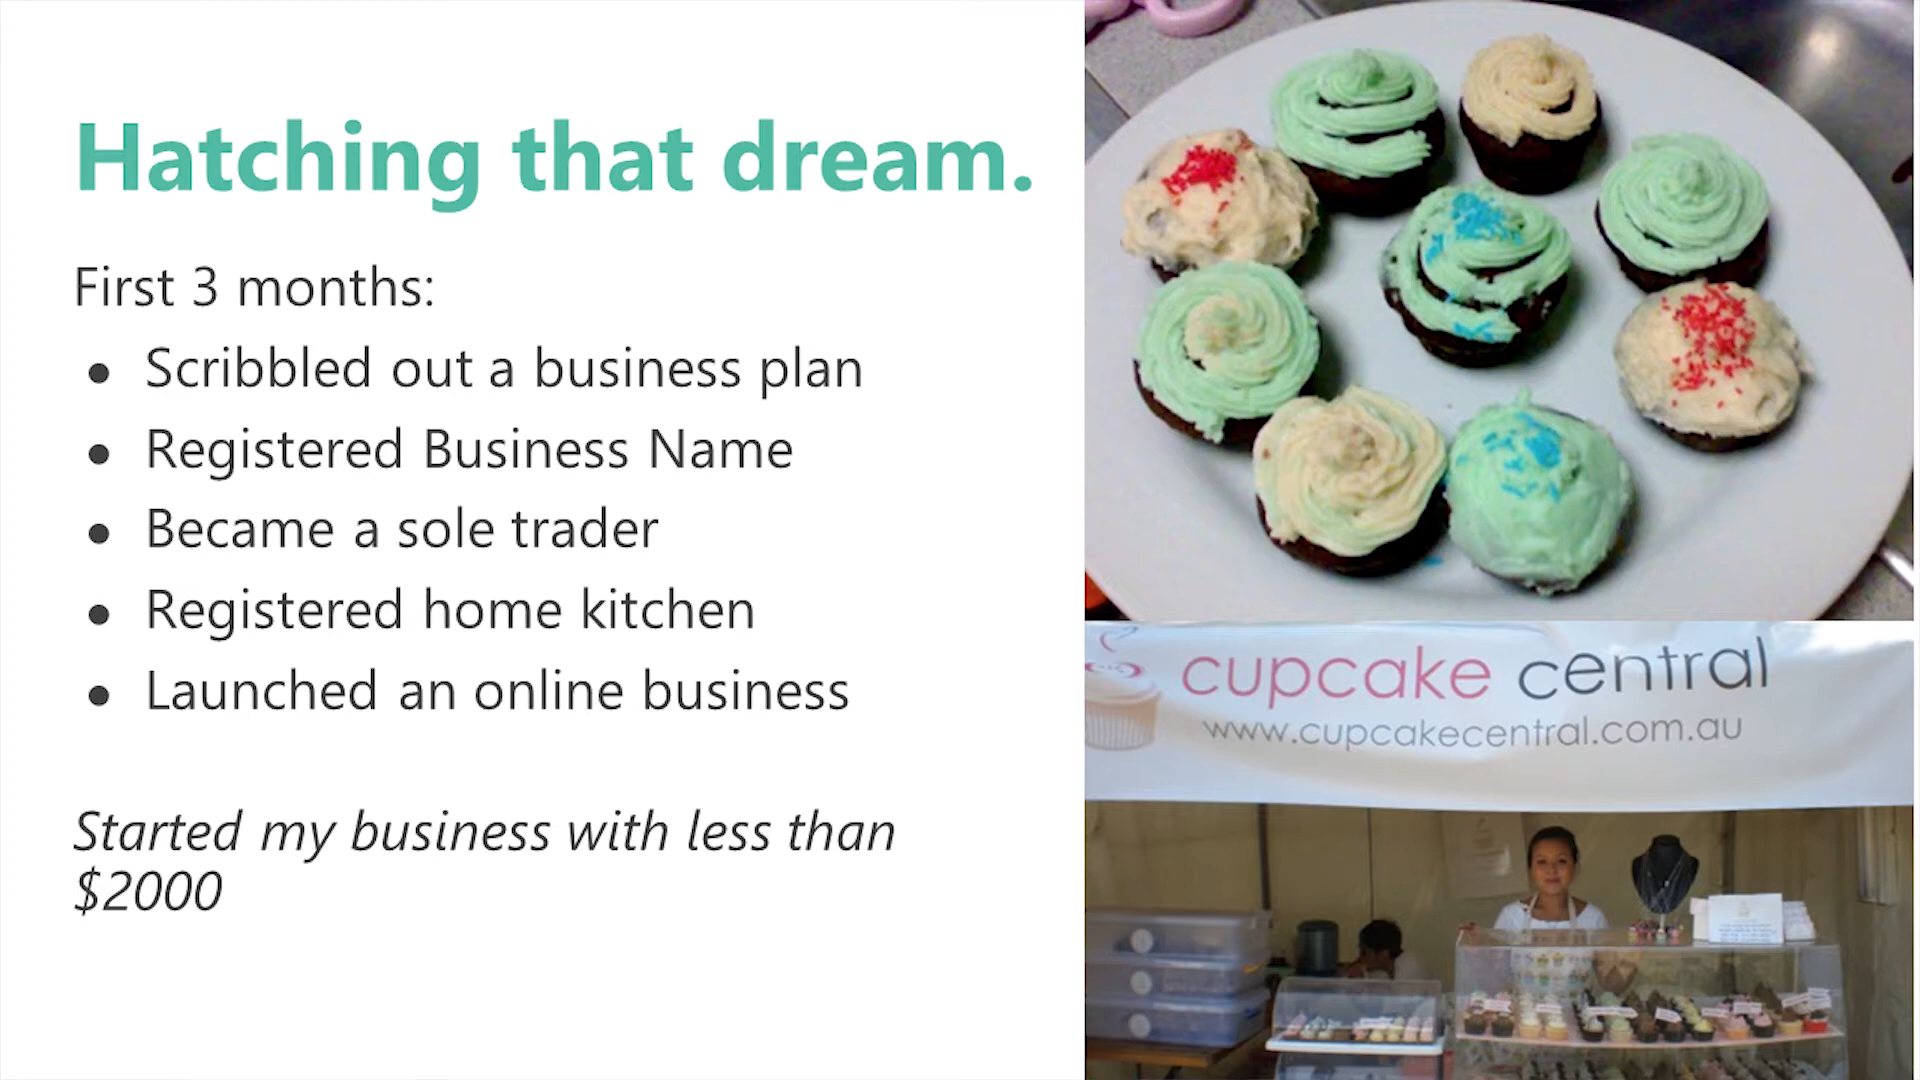 Hatching that dream.
First 3 months:
● Scribbled out a business plan
● Registered Business Name
● Became a sole trader
● Registered home kitchen
● Launched an online business
Started my business with less than
$2000
cupcake central
www.cupcakecentral.com.au